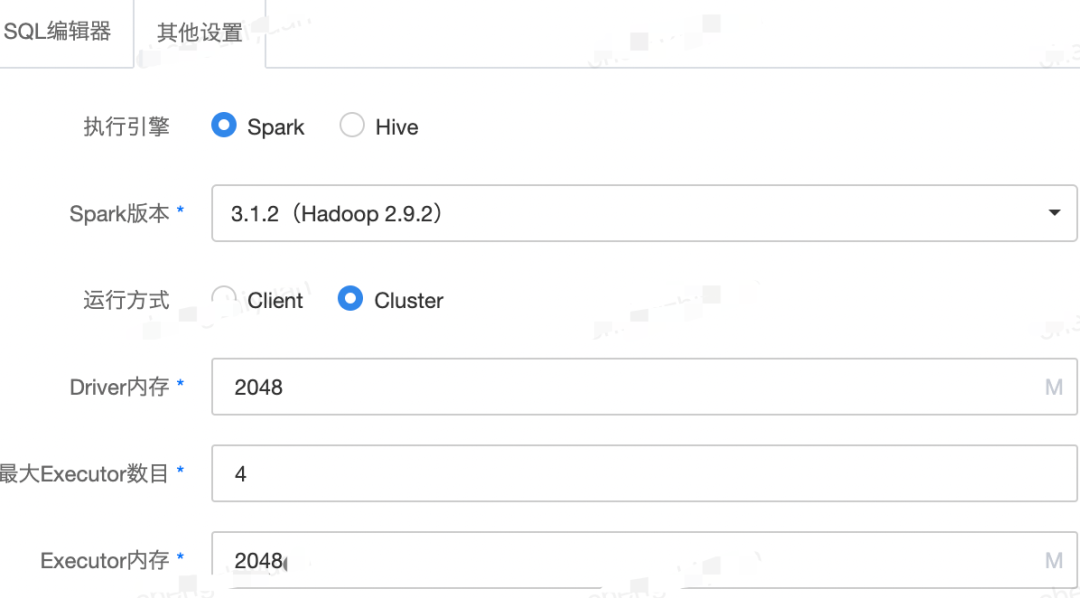 SQL编辑器 其他设置
执行引擎 Spark Hive
Spark版本 * 3.1.2（Hadoop 2.9.2）
运行方式 Client Cluster
Driver内存 * 2048 M
最大Executor数目 * 4
Executor内存 * 2048 M